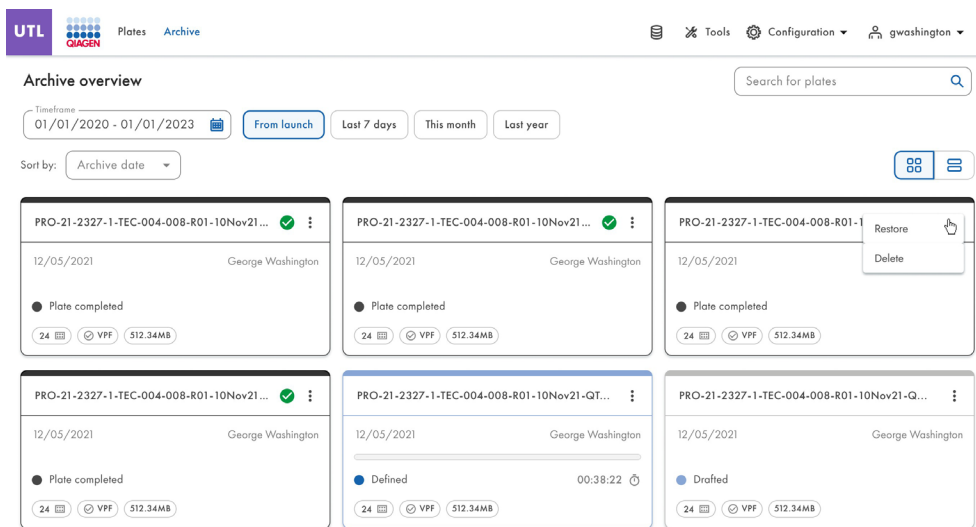 UTL
QIAGEN
Plates
Archive
Tools
Configuration
gwashington
Archive overview
Search for plates
Timeframe
01/01/2020 - 01/01/2023
From launch
Last 7 days
This month
Last year
Sort by:
Archive date
PRO-21-2327-1-TEC-004-008-R01-10Nov21...
PRO-21-2327-1-TEC-004-008-R01-10Nov21...
PRO-21-2327-1-TEC-004-008-R01-1
Restore
Delete
12/05/2021
George Washington
12/05/2021
George Washington
12/05/2021
Plate completed
Plate completed
Plate completed
24
VPF
512.34MB
24
VPF
512.34MB
24
VPF
512.34MB
PRO-21-2327-1-TEC-004-008-R01-10Nov21...
PRO-21-2327-1-TEC-004-008-R01-10Nov21-QT...
PRO-21-2327-1-TEC-004-008-R01-10Nov21-Q...
12/05/2021
George Washington
12/05/2021
George Washington
12/05/2021
George Washington
Plate completed
Defined
00:38:22
Drafted
24
VPF
512.34MB
24
VPF
512.34MB
24
VPF
512.34MB